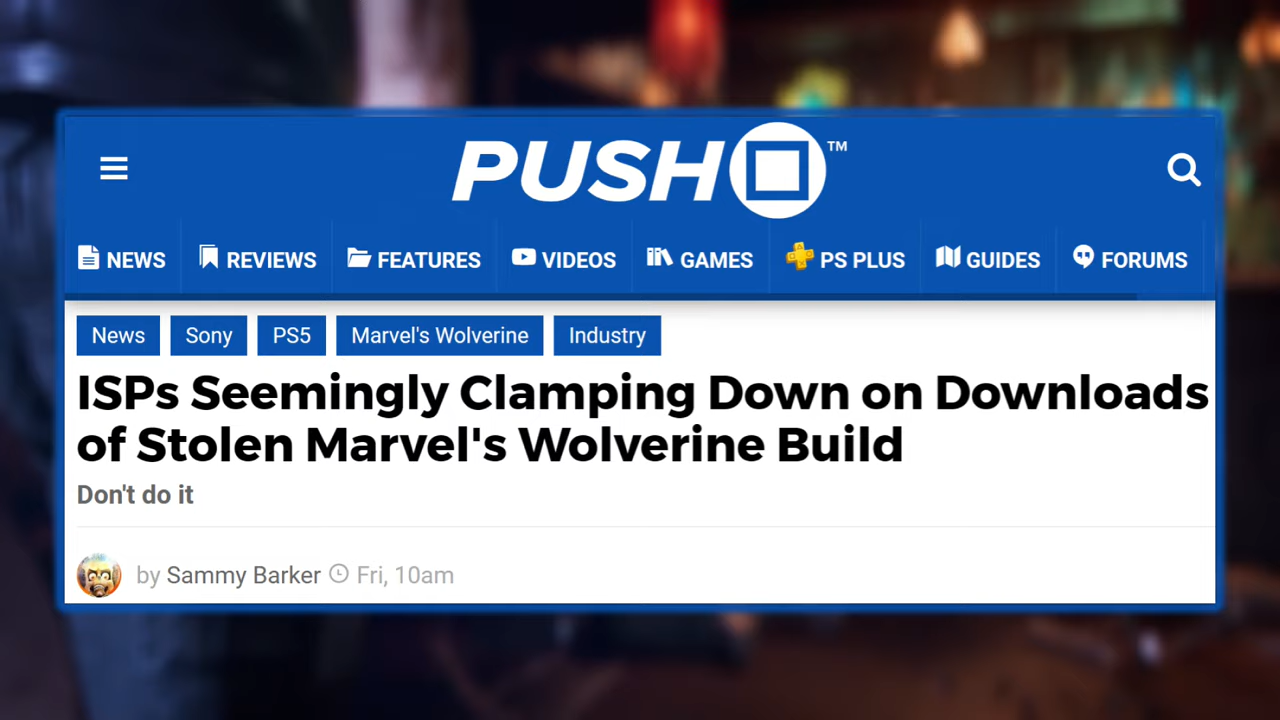 PUSH ™
NEWS REVIEWS FEATURES VIDEOS GAMES PS PLUS GUIDES FORUMS
News Sony PS5 Marvel's Wolverine Industry
ISPs Seemingly Clamping Down on Downloads
of Stolen Marvel's Wolverine Build
Don't do it
by Sammy Barker Fri, 10am